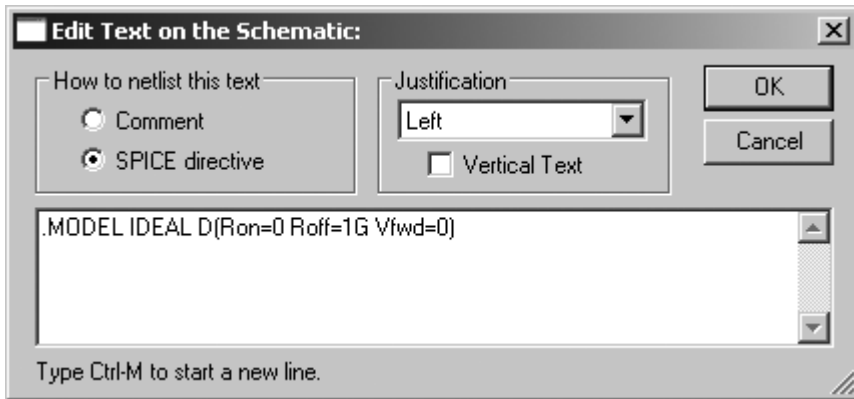 Edit Text on the Schematic:
How to netlist this text
Comment
SPICE directive
Justification
Left
Vertical Text
OK
Cancel
.MODEL IDEAL D(Ron=0 Roff=1G Vfwd=0)
Type Ctrl-M to start a new line.